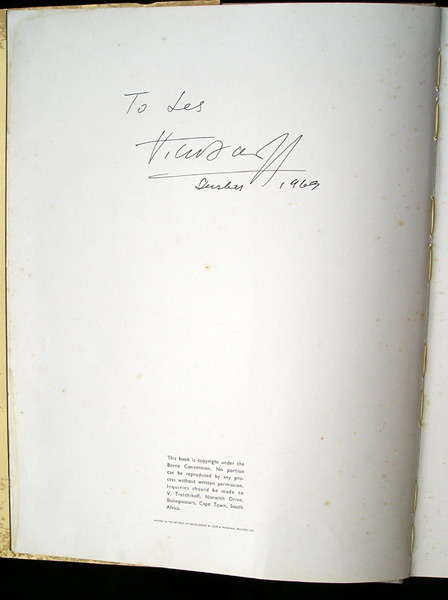 To Les
1969
This book is copyright under the
Berne Convention. No portion
can be reproduced by any pro-
cess without written permission.
Inquiries should be made to
V. Tretchikoff, Norwich Drive,
Bishopscourt, Cape Town, South
Africa.